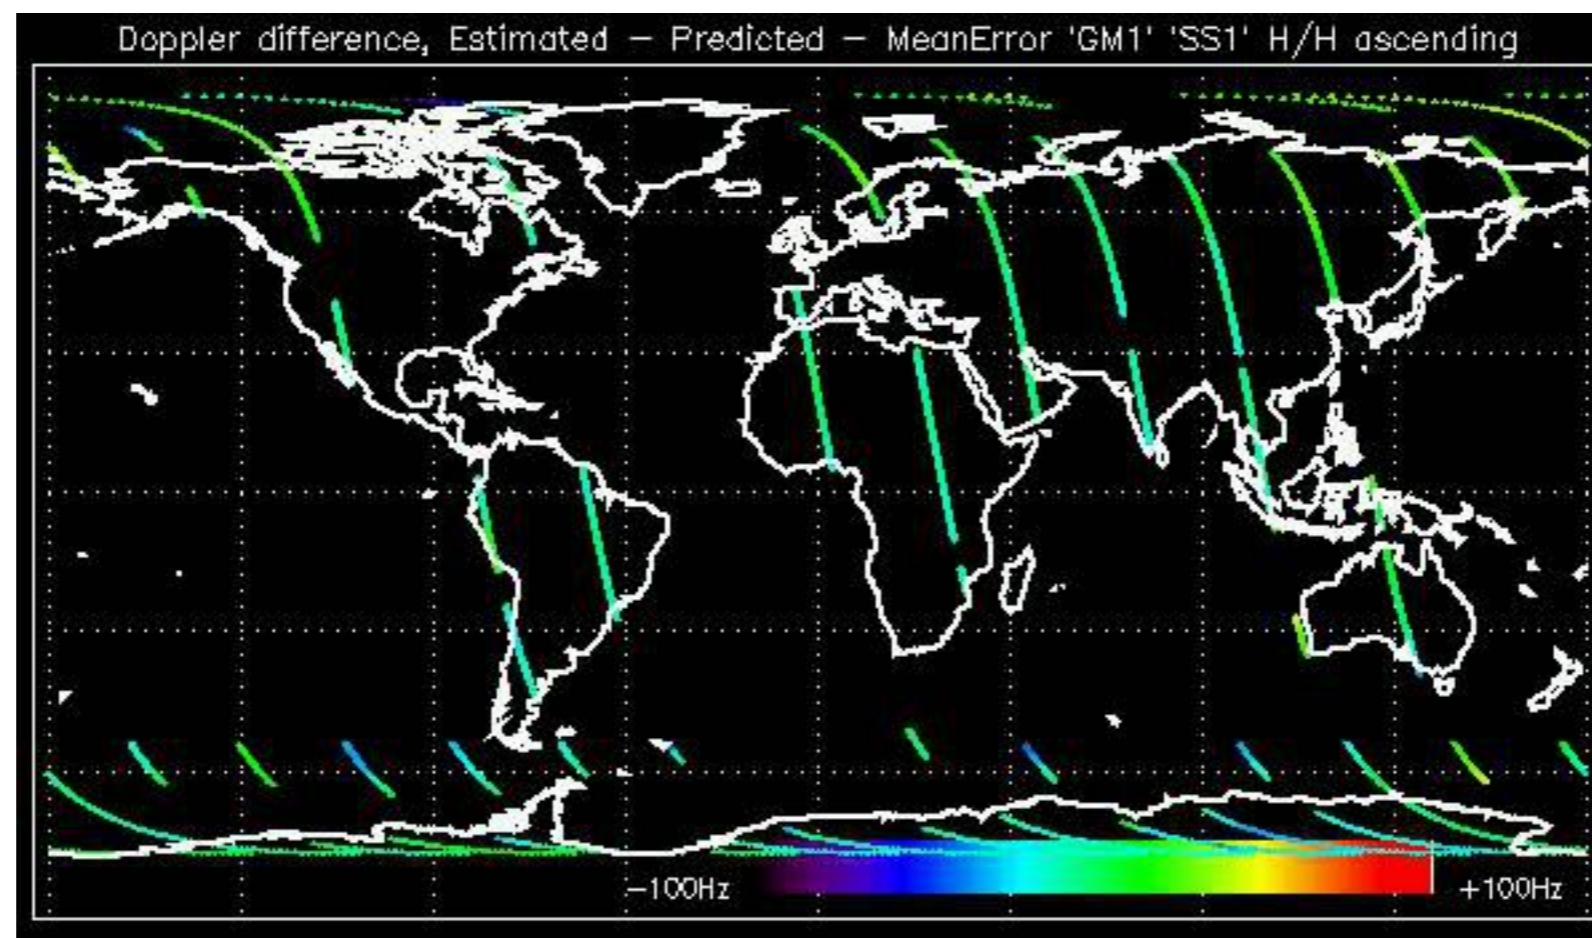 Doppler difference, Estimated − Predicted − MeanError 'GM1' 'SS1' H/H ascending
−100Hz +100Hz